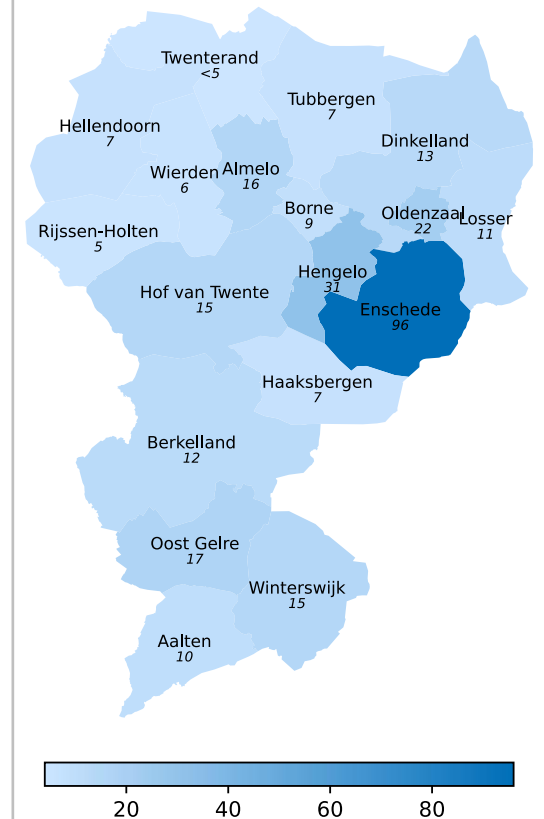 Twenterand
<5
Tubbergen
7
Hellendoorn
7
Dinkelland
13
Wierden
6
Almelo
16
Borne
9
Oldenzaal
22
Losser
11
Rijssen-Holten
5
Hengelo
31
Hof van Twente
15
Enschede
96
Haaksbergen
7
Berkelland
12
Oost Gelre
17
Winterswijk
15
Aalten
10
20 40 60 80